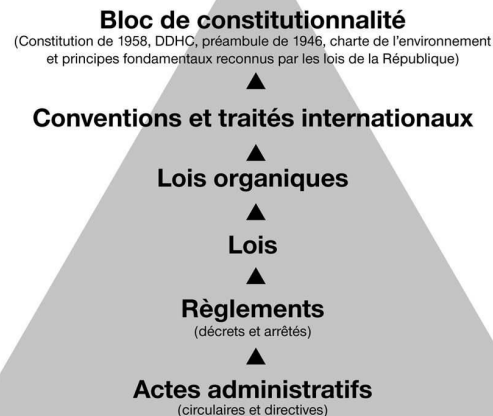 Bloc de constitutionnalité
(Constitution de 1958, DDHC, préambule de 1946, charte de l'environnement
et principes fondamentaux reconnus par les lois de la République)
Conventions et traités internationaux
Lois organiques
Lois
Règlements
(décrets et arrêtés)
Actes administratifs
(circulaires et directives)